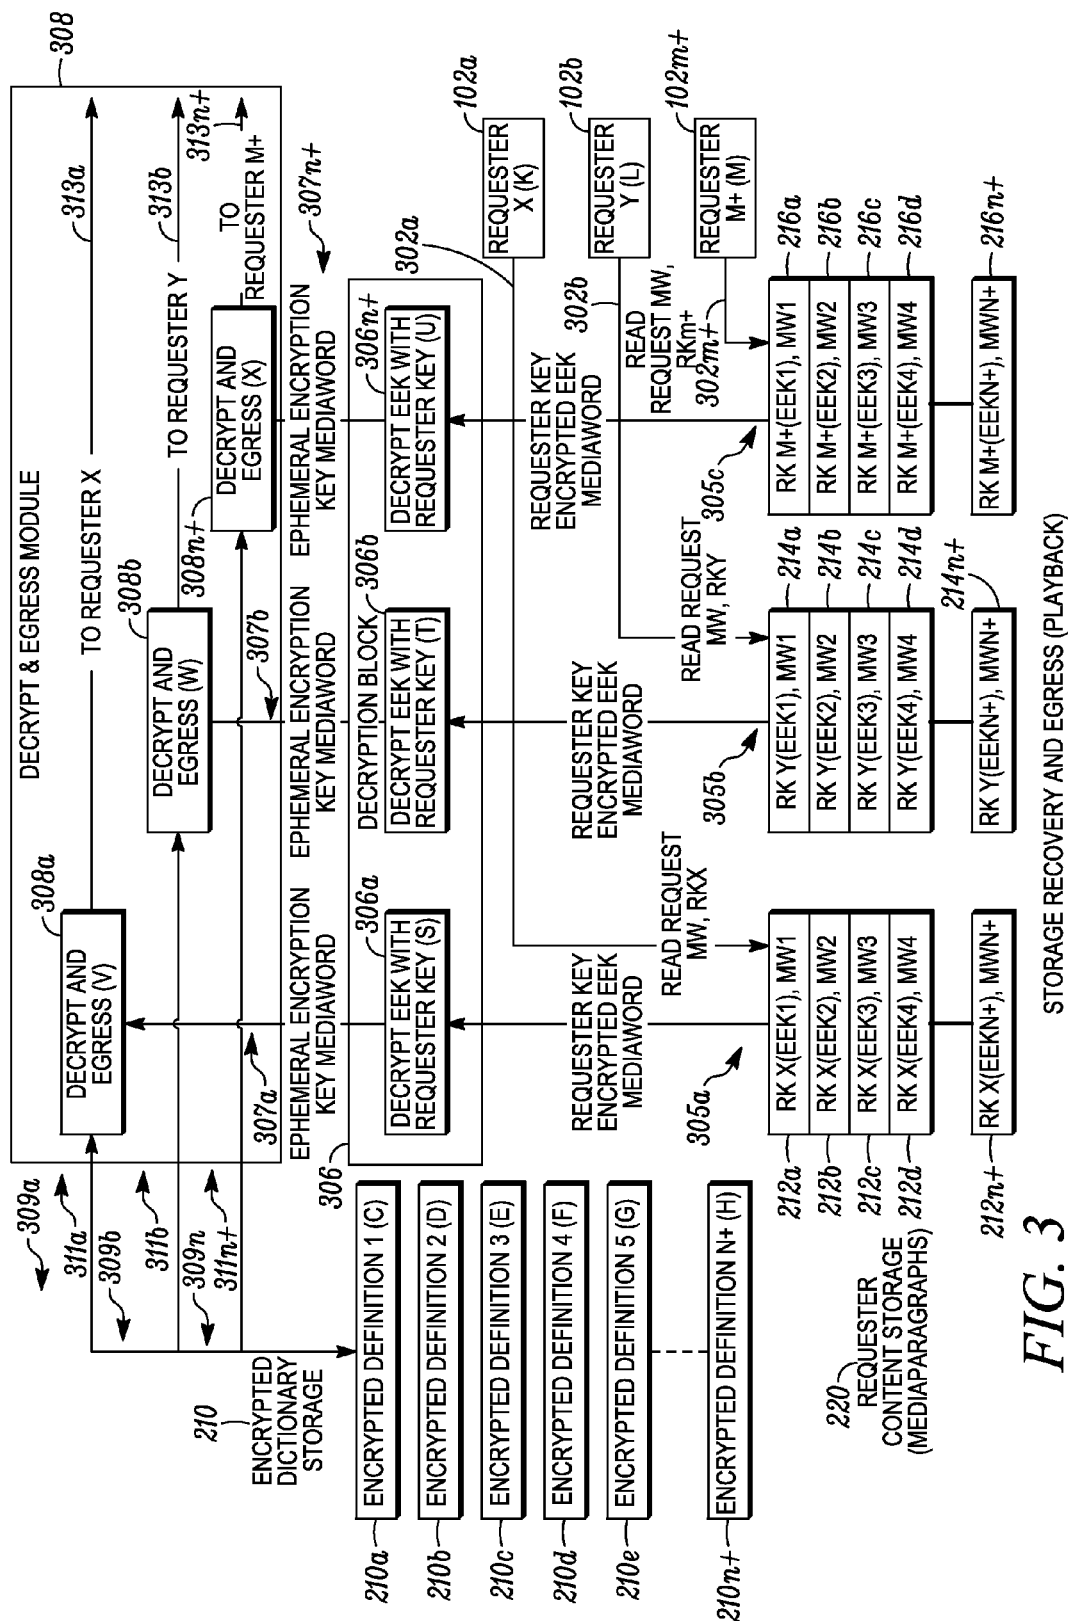 308
DECRYPT & EGRESS MODULE
308a
DECRYPT AND
EGRESS (V)
TO REQUESTER X
313a
308b
DECRYPT AND
EGRESS (W)
TO REQUESTER Y
313b
308n+
DECRYPT AND
EGRESS (X)
TO
REQUESTER M+
313n+
309a
311a
309b
311b
309n
311n+
307a
EPHEMERAL ENCRYPTION
KEY MEDIAWORD
307b
EPHEMERAL ENCRYPTION
KEY MEDIAWORD
307n+
EPHEMERAL ENCRYPTION
KEY MEDIAWORD
306
DECRYPTION BLOCK
306a
DECRYPT EEK WITH
REQUESTER KEY (S)
306b
DECRYPT EEK WITH
REQUESTER KEY (T)
306n+
DECRYPT EEK WITH
REQUESTER KEY (U)
210
ENCRYPTED
DICTIONARY
STORAGE
210a
ENCRYPTED DEFINITION 1 (C)
210b
ENCRYPTED DEFINITION 2 (D)
210c
ENCRYPTED DEFINITION 3 (E)
210d
ENCRYPTED DEFINITION 4 (F)
210e
ENCRYPTED DEFINITION 5 (G)
210n+
ENCRYPTED DEFINITION N+ (H)
302a
REQUESTER
X (K)
102a
302b
REQUESTER
Y (L)
102b
302m+
REQUESTER
M+ (M)
102m+
REQUESTER KEY
ENCRYPTED EEK
MEDIAWORD
305a
READ REQUEST
MW, RKX
REQUESTER KEY
ENCRYPTED EEK
MEDIAWORD
305b
READ REQUEST
MW, RKY
REQUESTER KEY
ENCRYPTED EEK
MEDIAWORD
305c
READ
REQUEST MW,
RKm+
220
REQUESTER
CONTENT STORAGE
(MEDIAPARAGRAPHS)
212a
RK X(EEK1), MW1
212b
RK X(EEK2), MW2
212c
RK X(EEK3), MW3
212d
RK X(EEK4), MW4
212n+
RK X(EEKN+), MWN+
RK Y(EEK1), MW1
214a
RK Y(EEK2), MW2
214b
RK Y(EEK3), MW3
214c
RK Y(EEK4), MW4
214d
RK Y(EEKN+), MWN+
214n+
RK M+(EEK1), MW1
216a
RK M+(EEK2), MW2
216b
RK M+(EEK3), MW3
216c
RK M+(EEK4), MW4
216d
RK M+(EEKN+), MWN+
216n+
STORAGE RECOVERY AND EGRESS (PLAYBACK)
FIG. 3